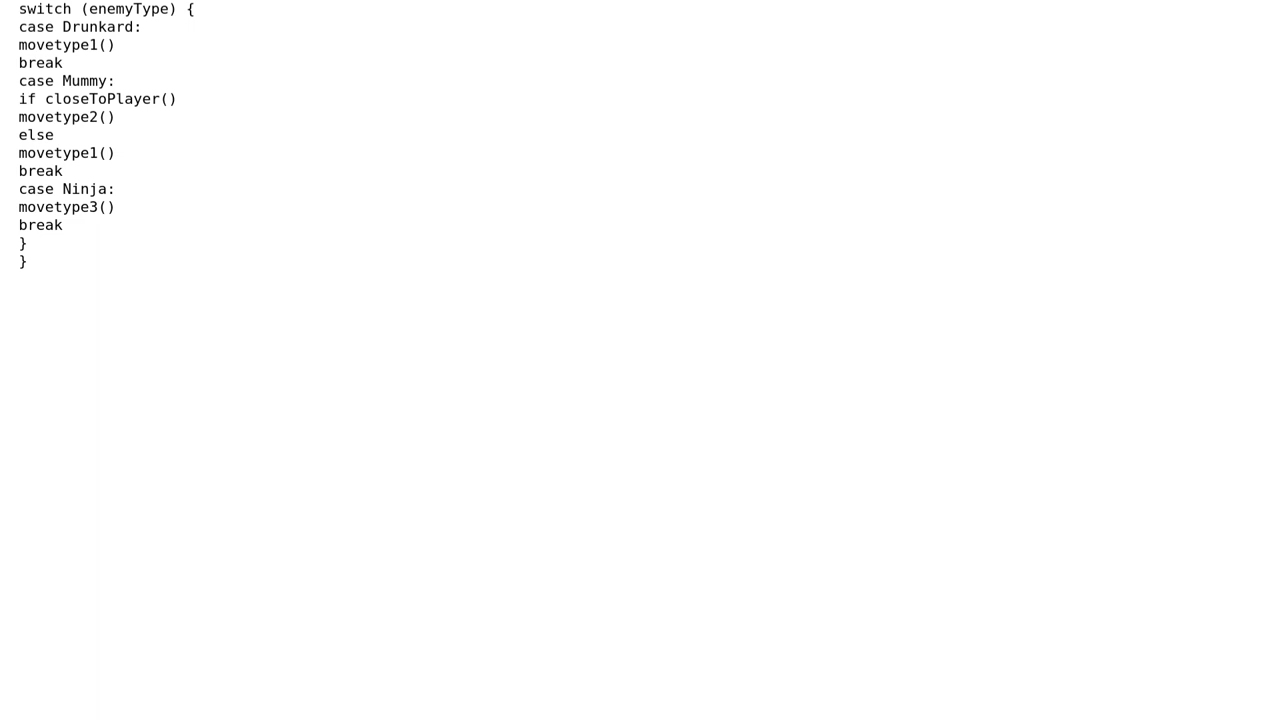 switch (enemyType) {
case Drunkard:
movetype1()
break
case Mummy:
if closeToPlayer()
movetype2()
else
movetype1()
break
case Ninja:
movetype3()
break
}
}